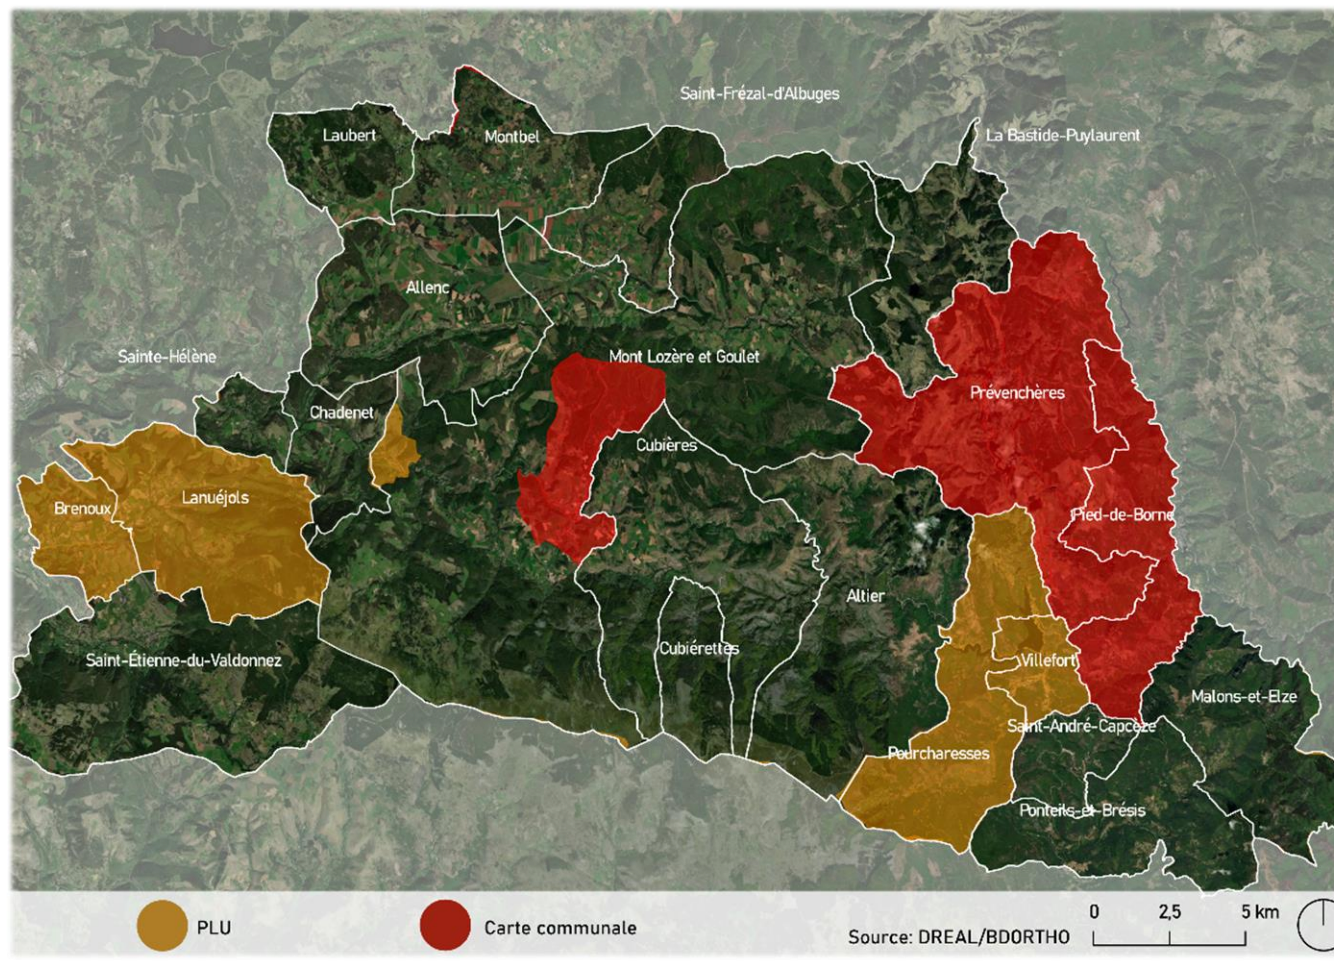 Saint-Frézal-d'Albuges
Laubert
Montbel
La Bastide-Puylaurent
Allenc
Sainte-Hélène
Mont Lozère et Goulet
Prévenchères
Chadenet
Cubières
Lanuéjols
Brenoux
Pied-de-Borne
Altier
Cubiérettes
Saint-Étienne-du-Valdonnez
Villefort
Malons-et-Elze
Saint-André-Capcèze
Pourcharesses
Ponteils-et-Brésis
0 2,5 5 km
PLU
Carte communale
Source: DREAL/BDORTHO